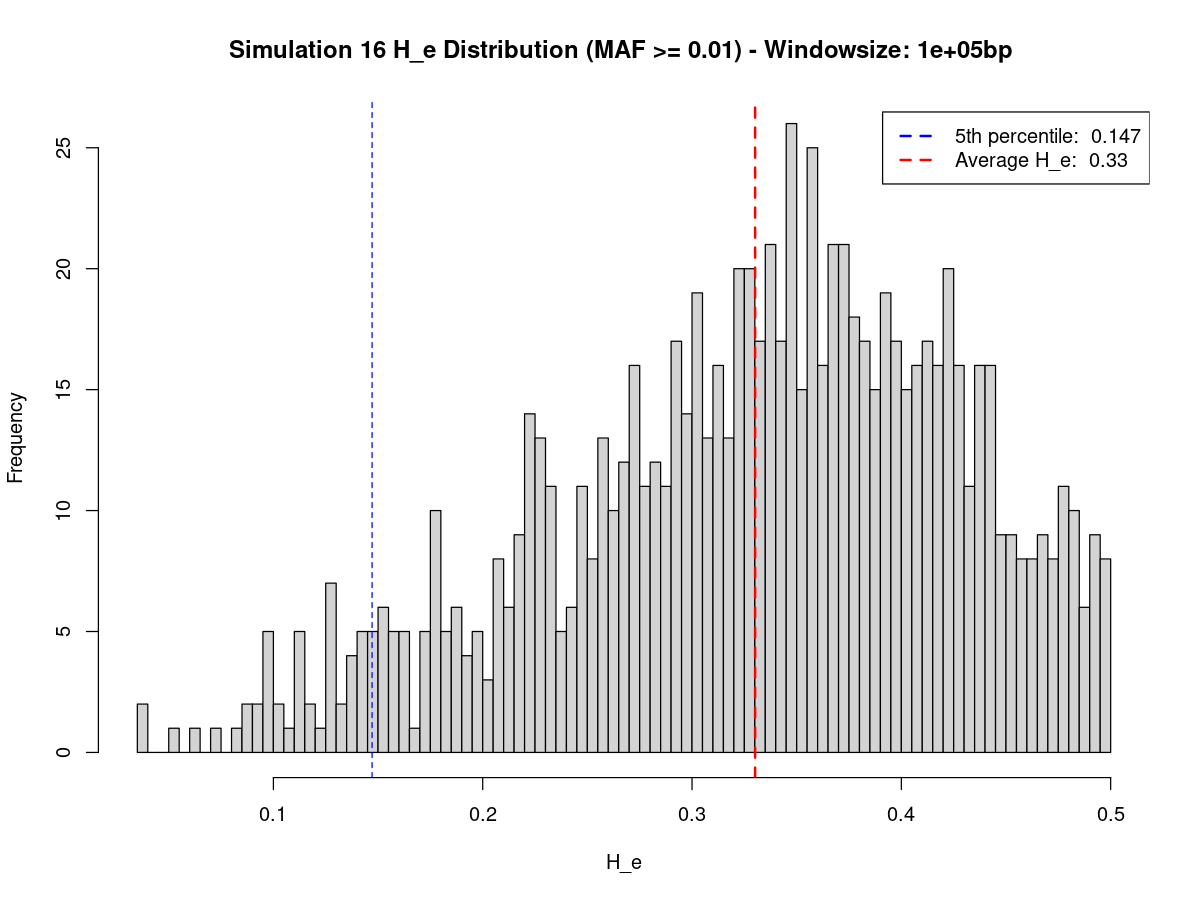 Simulation 16 H_e Distribution (MAF >= 0.01) - Windowsize: 1e+05bp
5th percentile:  0.147
Average H_e:  0.33
Frequency
25
20
15
10
5
0
0.1 0.2 0.3 0.4 0.5
H_e